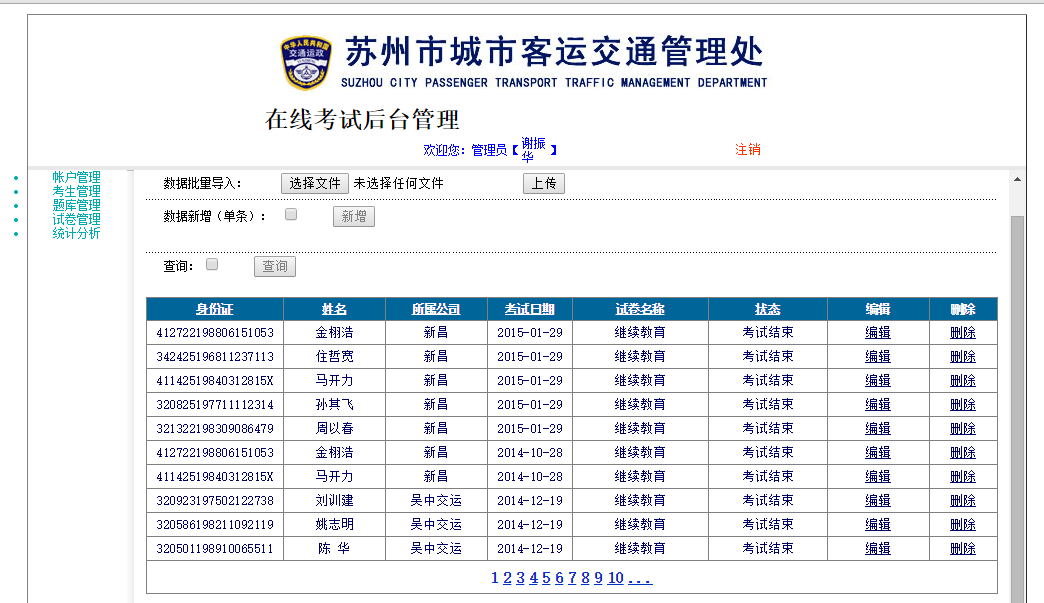 中华人民共和国
交通运政
苏州市城市客运交通管理处
SUZHOU CITY PASSENGER TRANSPORT TRAFFIC MANAGEMENT DEPARTMENT
在线考试后台管理
欢迎您：管理员【谢振华】 注销
帐户管理
考生管理
题库管理
试卷管理
统计分析
数据批量导入： 选择文件 未选择任何文件 上传
数据新增（单条）： 新增
查询： 查询
身份证 姓名 所属公司 考试日期 试卷名称 状态 编辑 删除
412722198806151053 金栩浩 新昌 2015-01-29 继续教育 考试结束 编辑 删除
342425196811237113 住哲宽 新昌 2015-01-29 继续教育 考试结束 编辑 删除
41142519840312815X 马开力 新昌 2015-01-29 继续教育 考试结束 编辑 删除
320825197711112314 孙其飞 新昌 2015-01-29 继续教育 考试结束 编辑 删除
321322198309086479 周以春 新昌 2015-01-29 继续教育 考试结束 编辑 删除
412722198806151053 金栩浩 新昌 2014-10-28 继续教育 考试结束 编辑 删除
41142519840312815X 马开力 新昌 2014-10-28 继续教育 考试结束 编辑 删除
320923197502122738 刘训建 吴中交运 2014-12-19 继续教育 考试结束 编辑 删除
320586198211092119 姚志明 吴中交运 2014-12-19 继续教育 考试结束 编辑 删除
320501198910065511 陈 华 吴中交运 2014-12-19 继续教育 考试结束 编辑 删除
1 2 3 4 5 6 7 8 9 10 ...